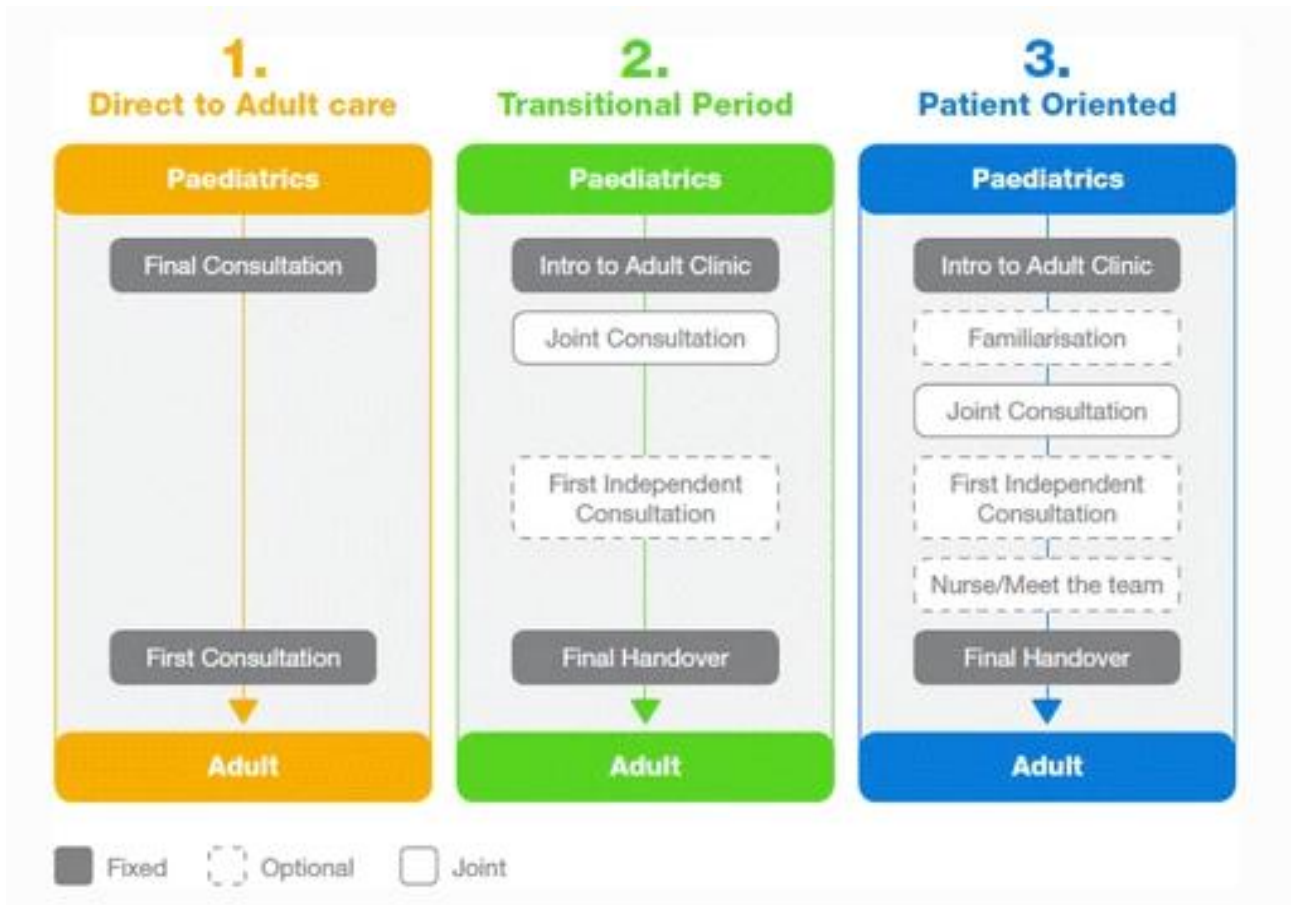 1.
Direct to Adult care
Paediatrics
Final Consultation
First Consultation
Adult
2.
Transitional Period
Paediatrics
Intro to Adult Clinic
Joint Consultation
First Independent
Consultation
Final Handover
Adult
3.
Patient Oriented
Paediatrics
Intro to Adult Clinic
Familiarisation
Joint Consultation
First Independent
Consultation
Nurse/Meet the team
Final Handover
Adult
Fixed
Optional
Joint